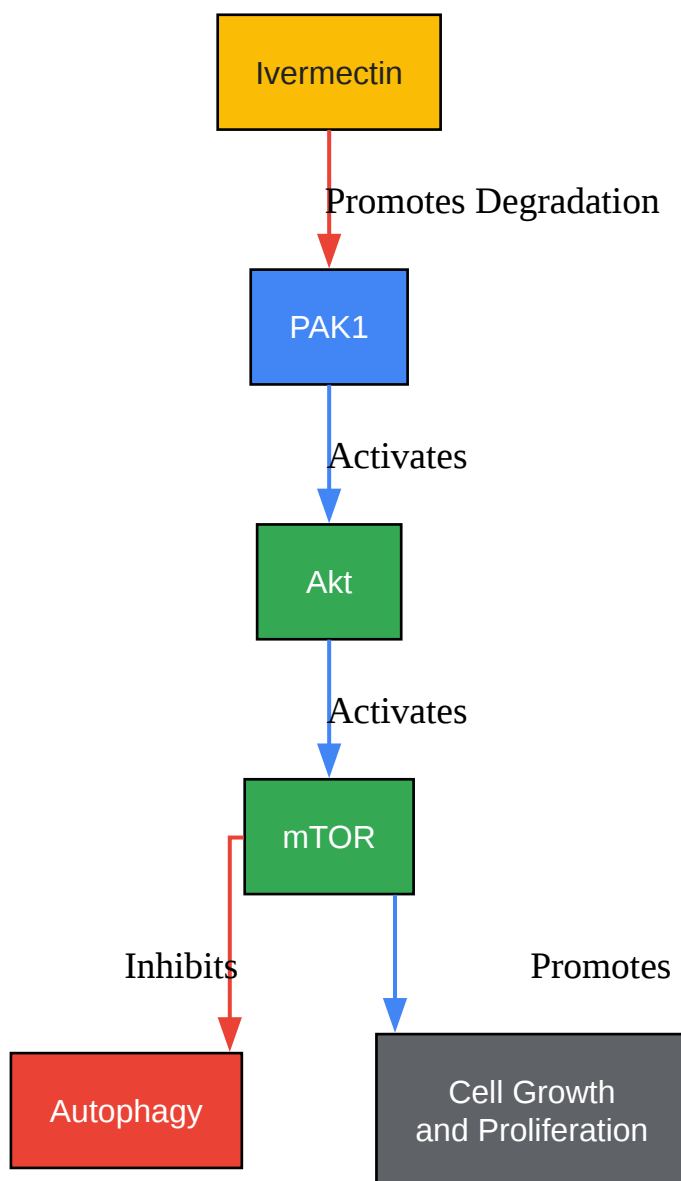 Ivermectin
Promotes Degradation
PAK1
Activates
Akt
Activates
mTOR
Inhibits
Promotes
Autophagy
Cell Growth
and Proliferation